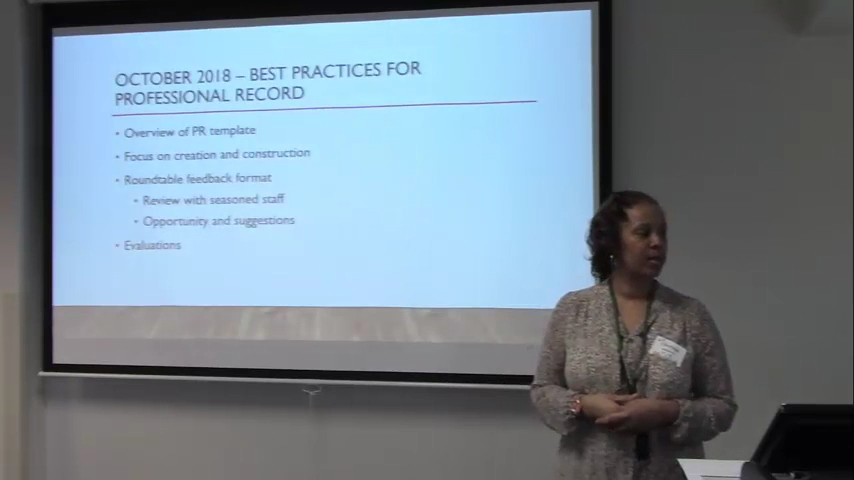 OCTOBER 2018 – BEST PRACTICES FOR
PROFESSIONAL RECORD
• Overview of PR template
• Focus on creation and construction
• Roundtable feedback format
• Review with seasoned staff
• Opportunity and suggestions
• Evaluations